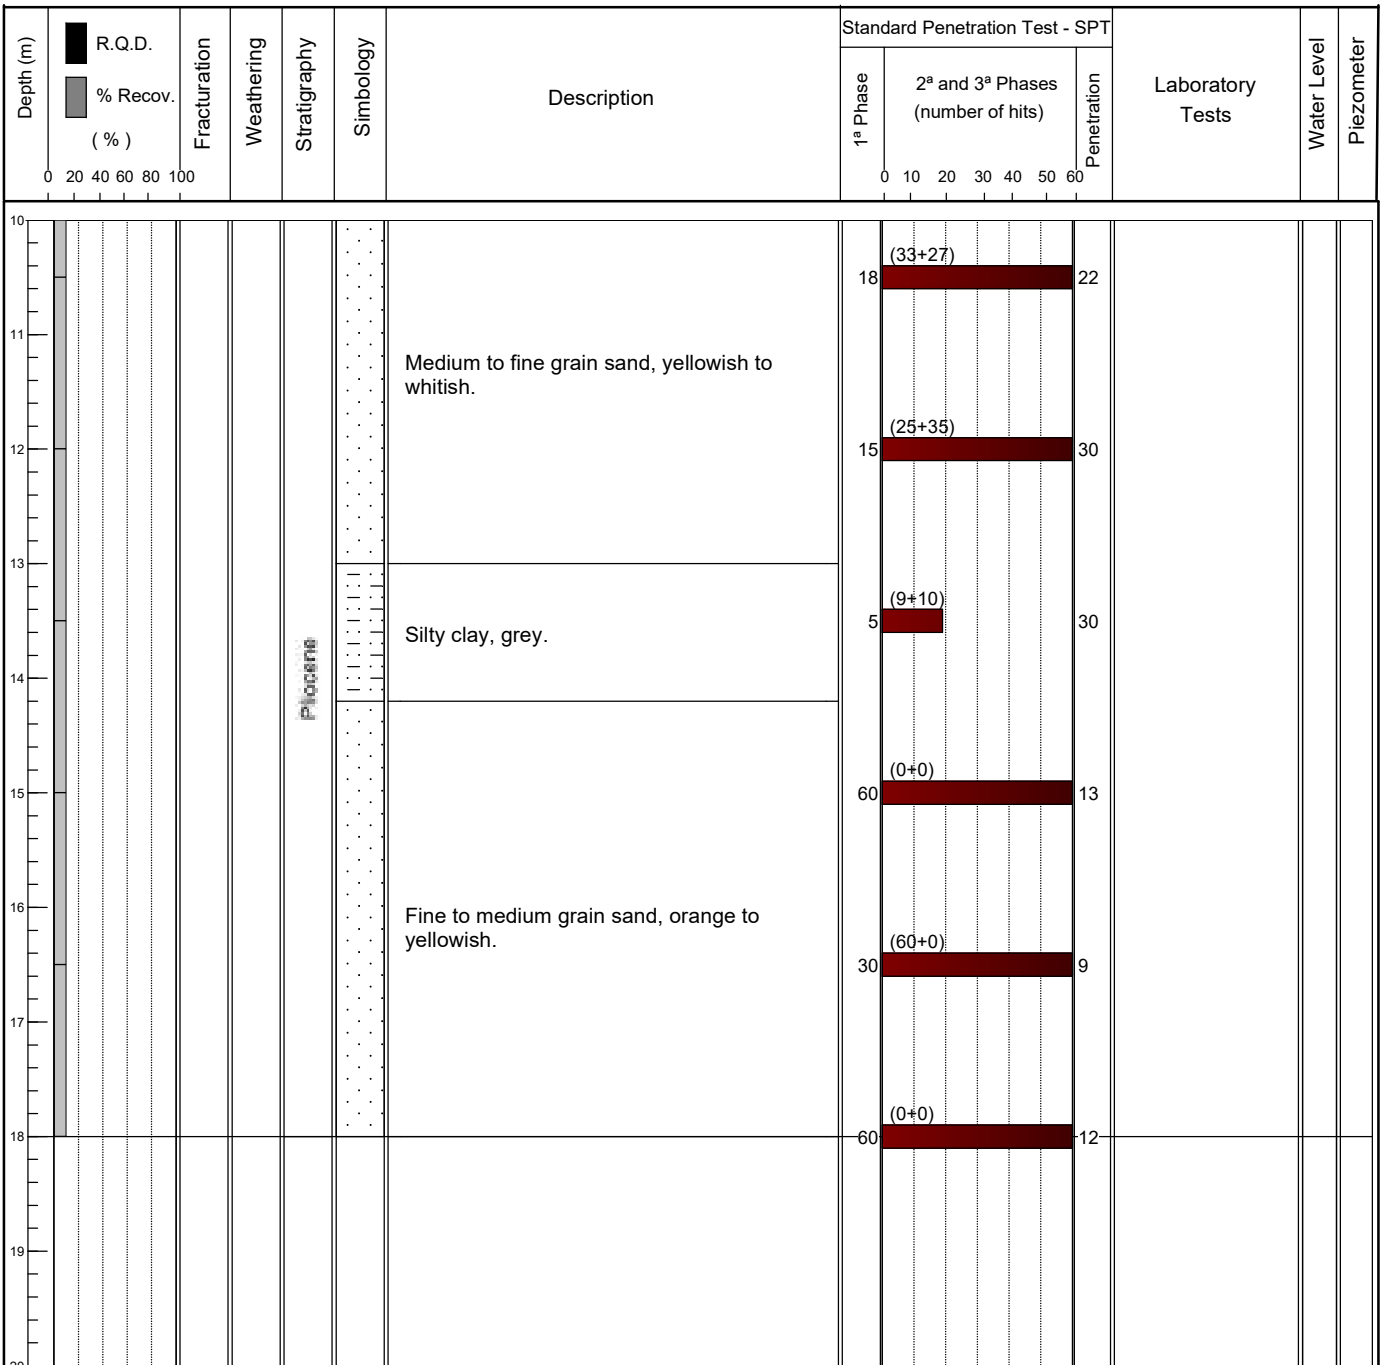 Depth (m)
R.Q.D.
% Recov.
( % )
0 20 40 60 80 100
Fracturation
Weathering
Stratigraphy
Simbology
Description
Standard Penetration Test - SPT
1ª Phase
2ª and 3ª Phases
(number of hits)
0 10 20 30 40 50 60
Penetration
Laboratory
Tests
Water Level
Piezometer
10
(33+27)
18 22
11
Medium to fine grain sand, yellowish to
whitish.
(25+35)
12 15 30
13
(9+10)
5 30
Silty clay, grey.
Pliocene
14
(0+0)
15 60 13
16
Fine to medium grain sand, orange to
yellowish.
(60+0)
30 9
17
(0+0)
18 60 12
19
20